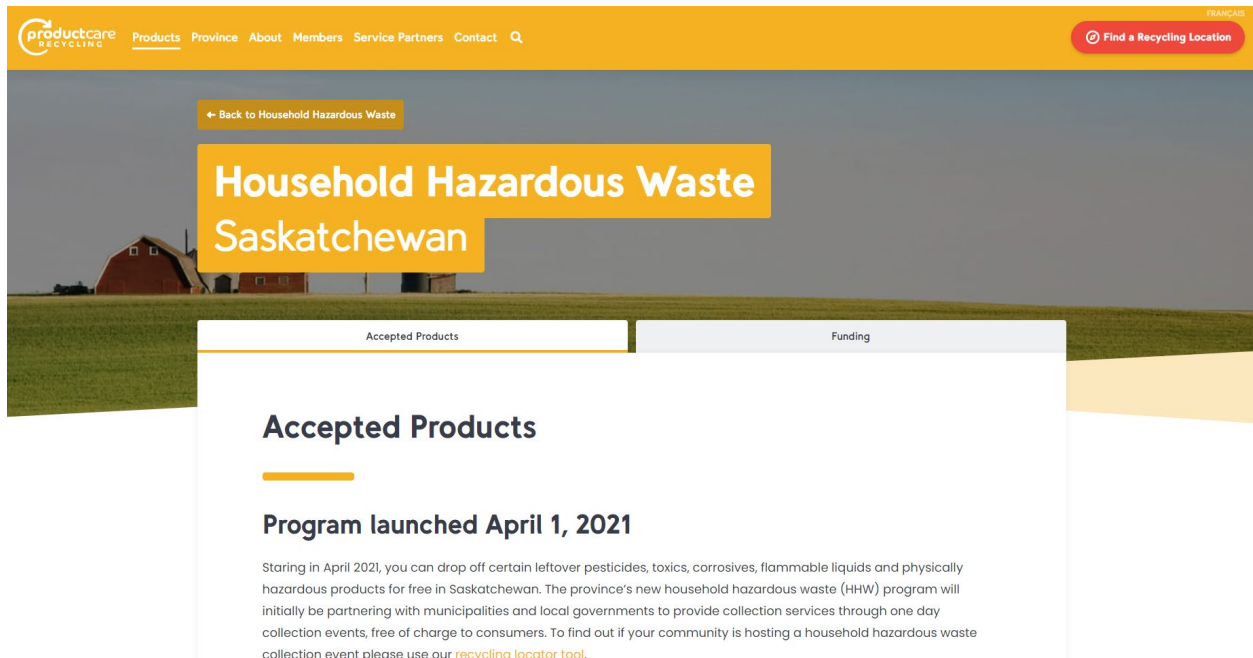 FRANÇAIS
productcare
RECYCLING
Products Province About Members Service Partners Contact
Find a Recycling Location
← Back to Household Hazardous Waste
Household Hazardous Waste
Saskatchewan
Accepted Products
Funding
Accepted Products
Program launched April 1, 2021
Staring in April 2021, you can drop off certain leftover pesticides, toxics, corrosives, flammable liquids and physically
hazardous products for free in Saskatchewan. The province's new household hazardous waste (HHW) program will
initially be partnering with municipalities and local governments to provide collection services through one day
collection events, free of charge to consumers. To find out if your community is hosting a household hazardous waste
collection event please use our recycling locator tool.